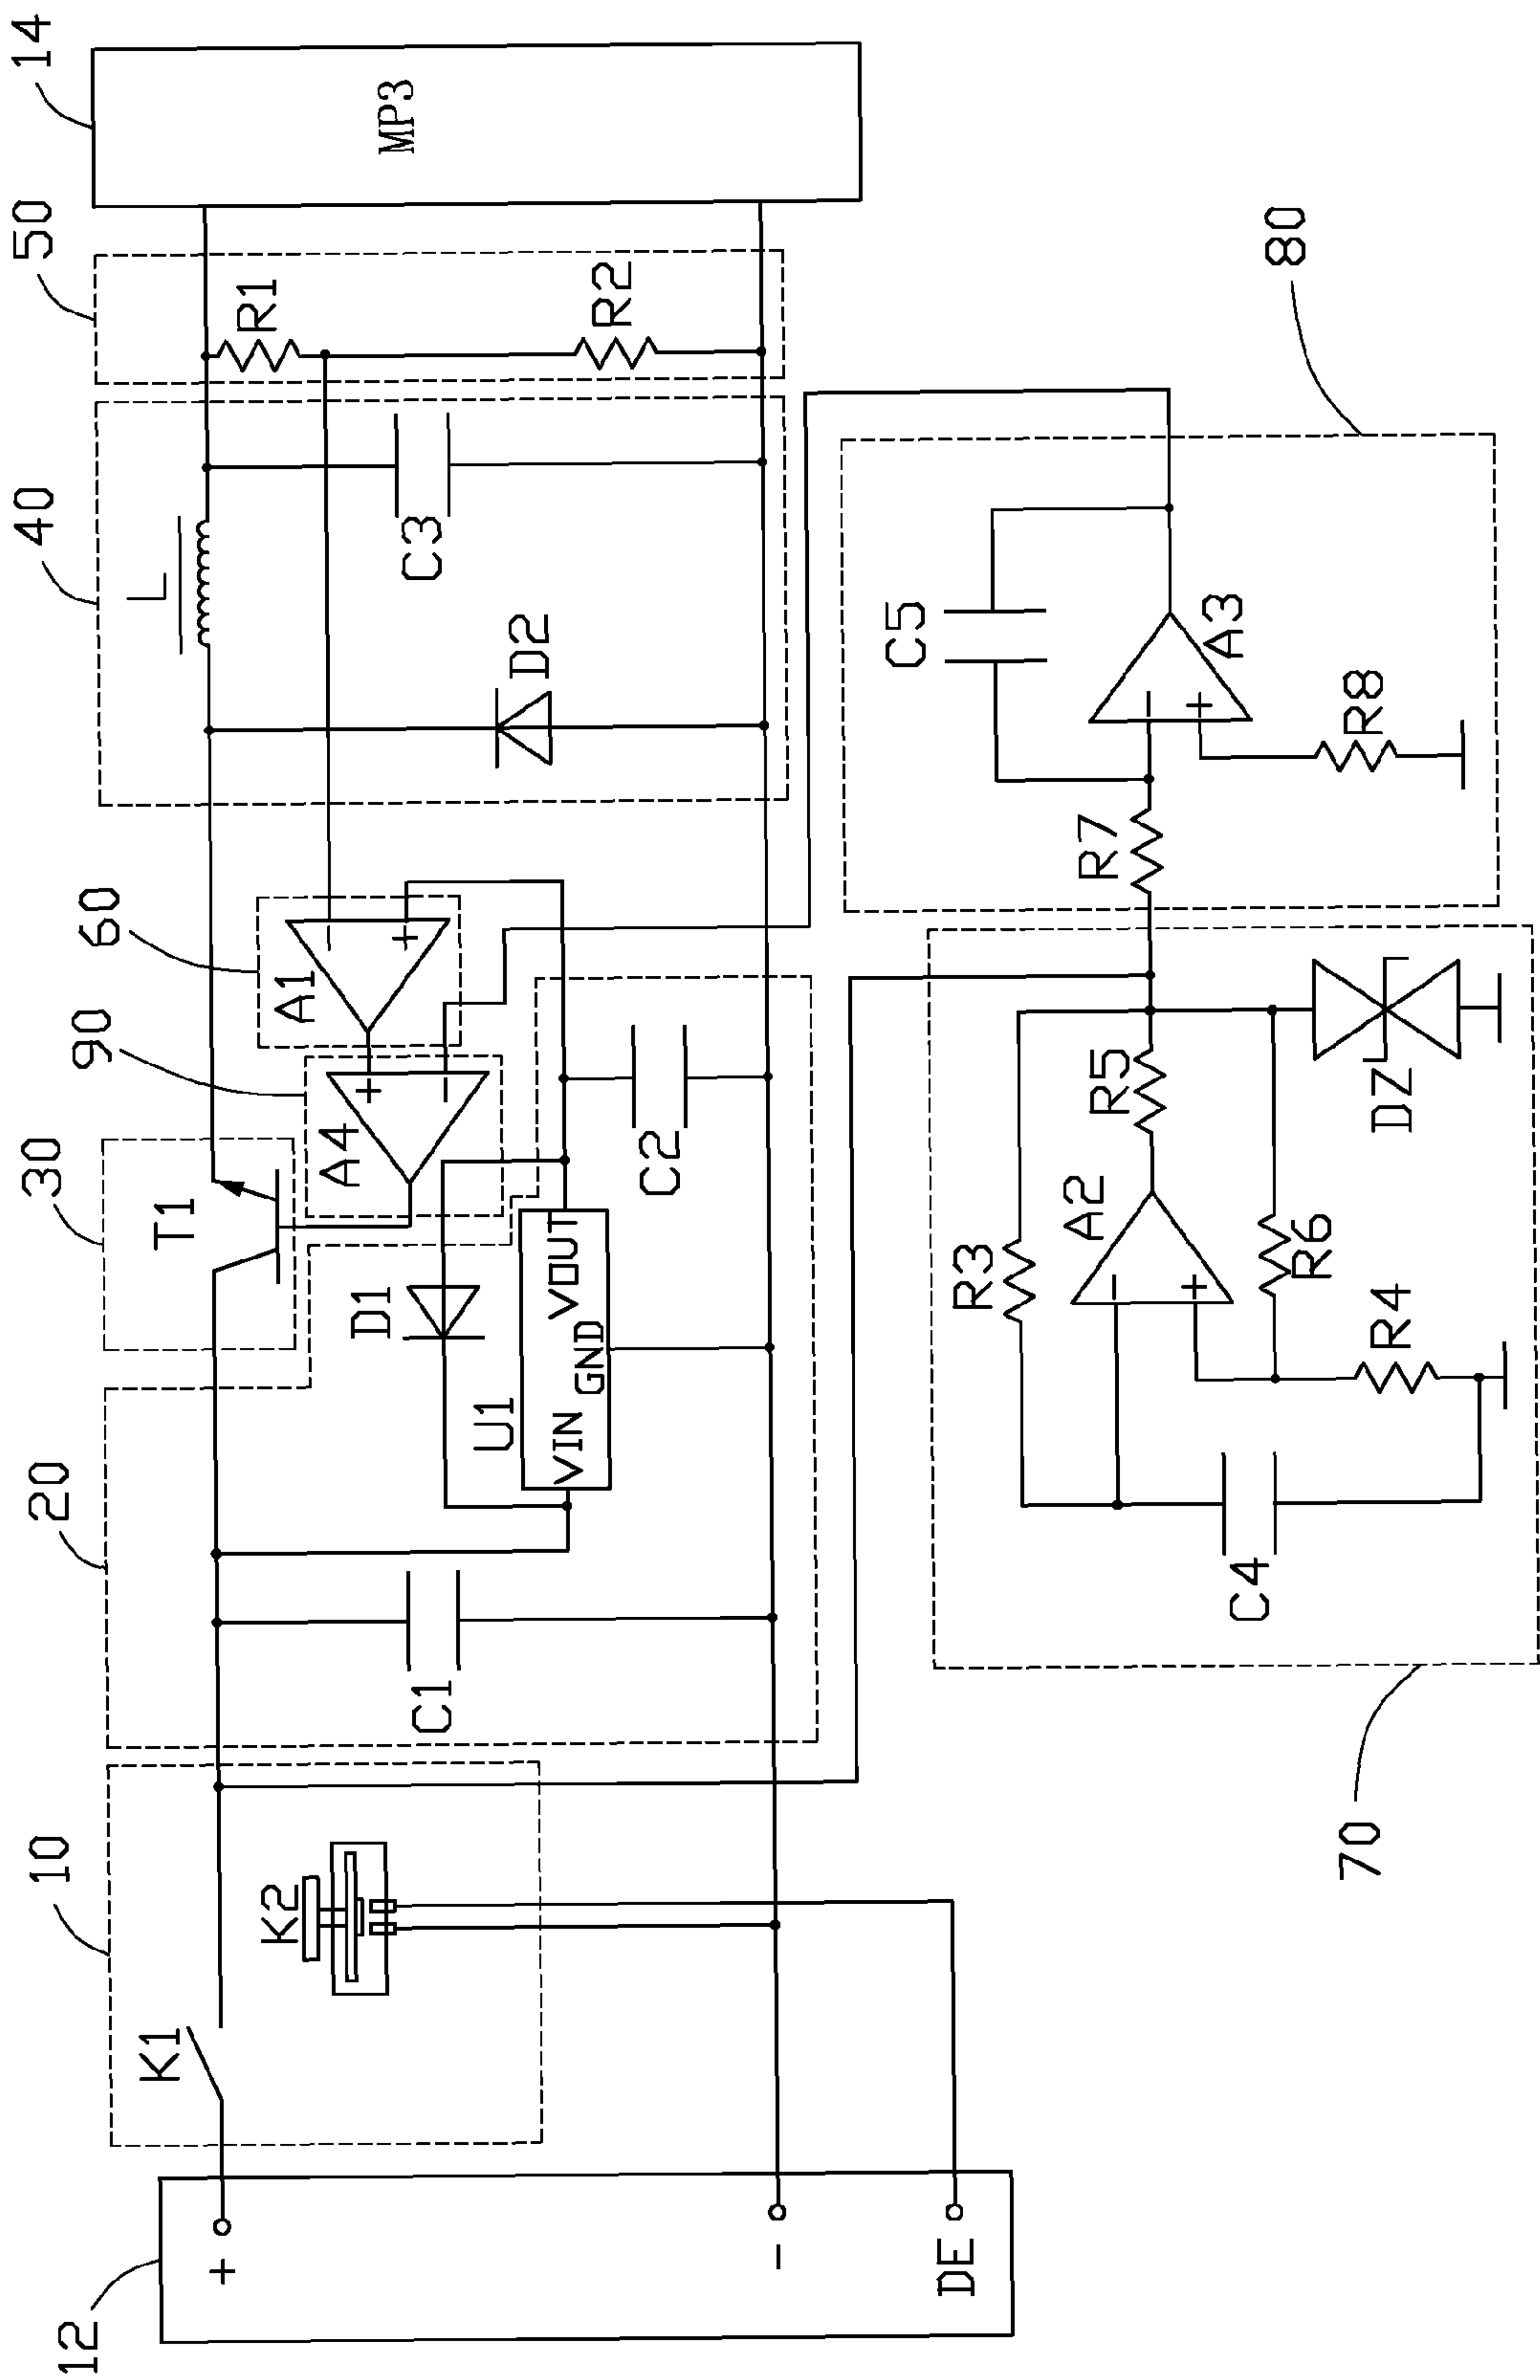 12
+
-
DE
10
K1
K2
20
C1
U1
VIN
GND
VOUT
D1
C2
30
T1
90
A4
+
-
60
A1
-
+
40
L
D2
C3
50
R1
R2
14
MP3
70
C4
R3
R4
A2
-
+
R6
R5
DZ
80
R7
R8
C5
A3
-
+